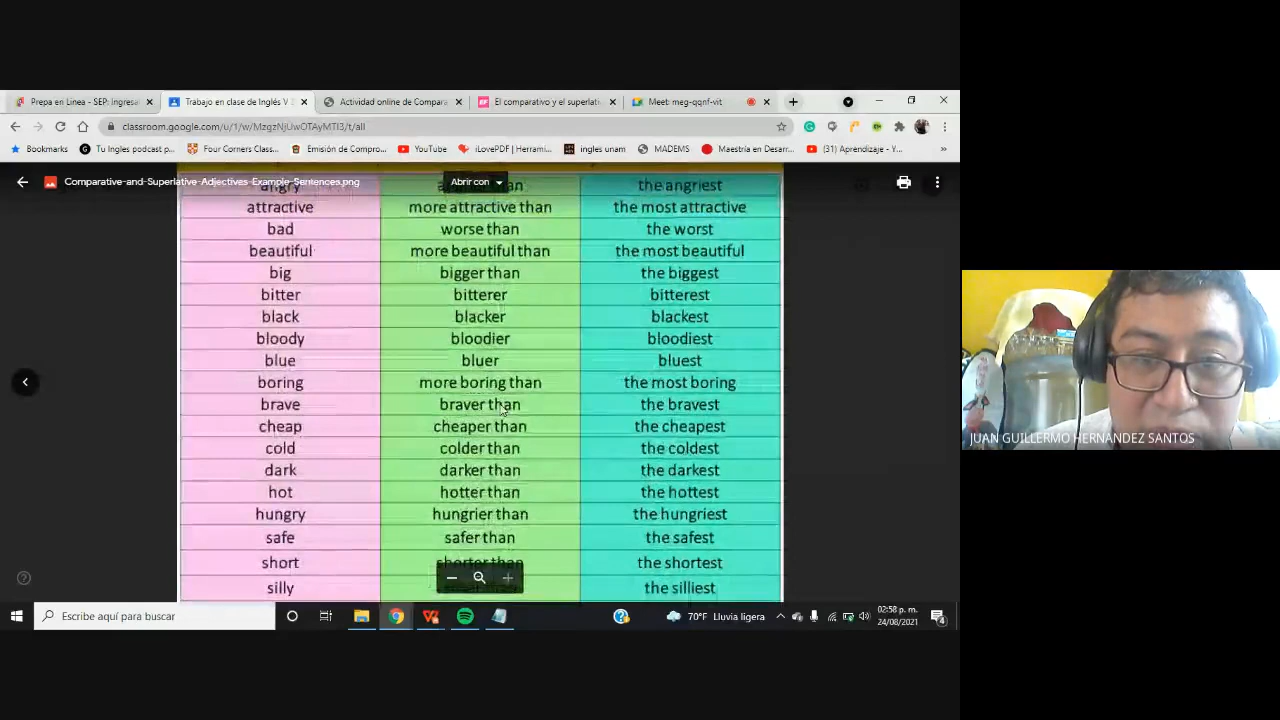 Prepa en Linea - SEP: Ingresa
Trabajo en clase de Inglés V
Actividad online de Compara
El comparativo y el superlati
Meet: meg-qqnf-vit
classroom.google.com/u/1/w/MzgzNjUwOTAyMTI3/t/all
Bookmarks
Tu Ingles podcast p...
Four Corners Class...
Emisión de Compro...
YouTube
iLovePDF | Herrami...
ingles unam
MADEMS
Maestría en Desarr...
(31) Aprendizaje - Y...
»
Comparative-and-Superlative-Adjectives-Example-Sentences.png
Abrir con
angry the angriest
attractive more attractive than the most attractive
bad worse than the worst
beautiful more beautiful than the most beautiful
big bigger than the biggest
bitter bitterer bitterest
black blacker blackest
bloody bloodier bloodiest
blue bluer bluest
boring more boring than the most boring
brave braver than the bravest
cheap cheaper than the cheapest
cold colder than the coldest
dark darker than the darkest
hot hotter than the hottest
hungry hungrier than the hungriest
safe safer than the safest
short shorter than the shortest
silly the silliest
JUAN GUILLERMO HERNANDEZ SANTOS
Escribe aquí para buscar
70°F Lluvia ligera
02:58 p. m.
24/08/2021
4